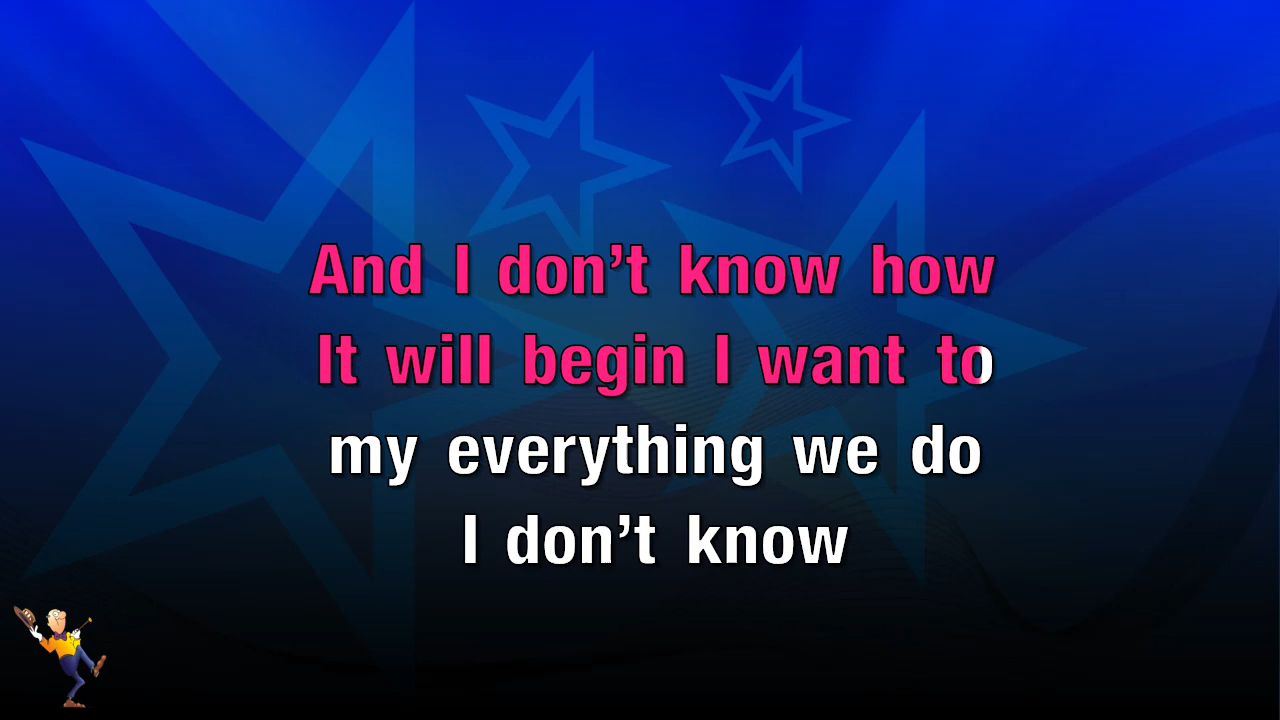 And I don’t know how
It will begin I want to
my everything we do
I don’t know